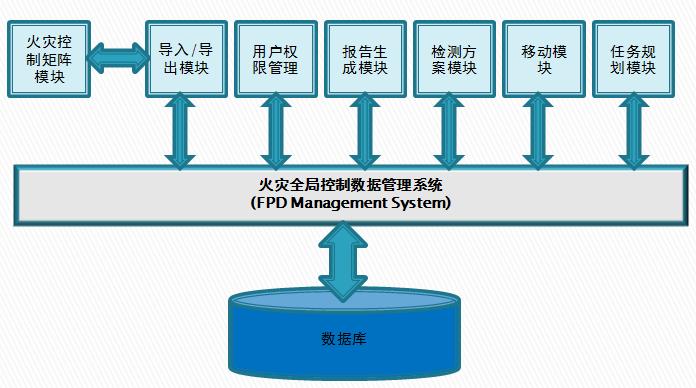 火灾控
制矩阵
模块
导入/导
出模块
用户权
限管理
报告生
成模块
检测方
案模块
移动模
块
任务规
划模块
火灾全局控制数据管理系统
(FPD Management System)
数据库